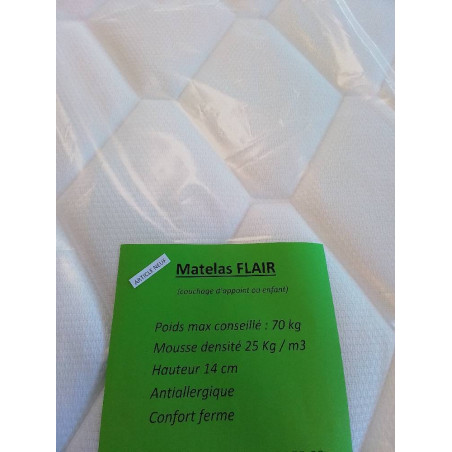 ARTICLE NEUF
Matelas FLAIR
(couchage d'appoint ou enfant)
Poids max conseillé : 70 kg
Mousse densité 25 Kg / m3
Hauteur 14 cm
Antiallergique
Confort ferme